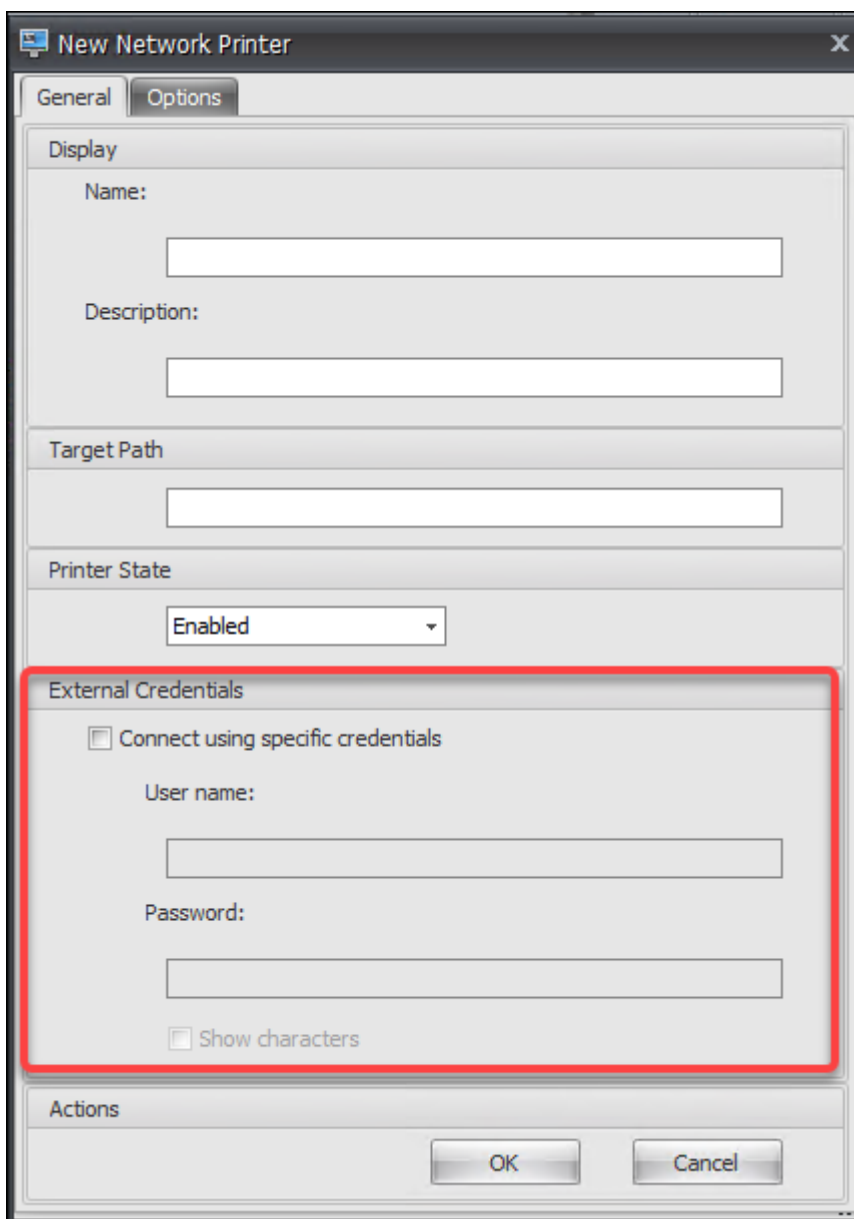 New Network Printer
General Options
Display
Name:
Description:
Target Path
Printer State
Enabled
External Credentials
Connect using specific credentials
User name:
Password:
Show characters
Actions
OK Cancel